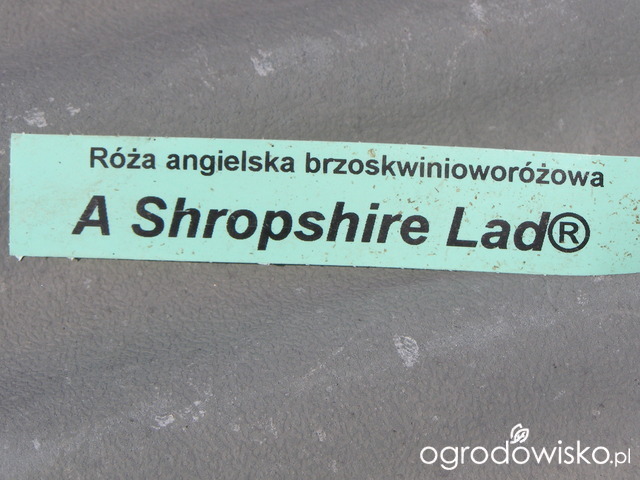 Róża angielska brzoskwinioworóżowa
A Shropshire Lad®
ogrodowisko.pl